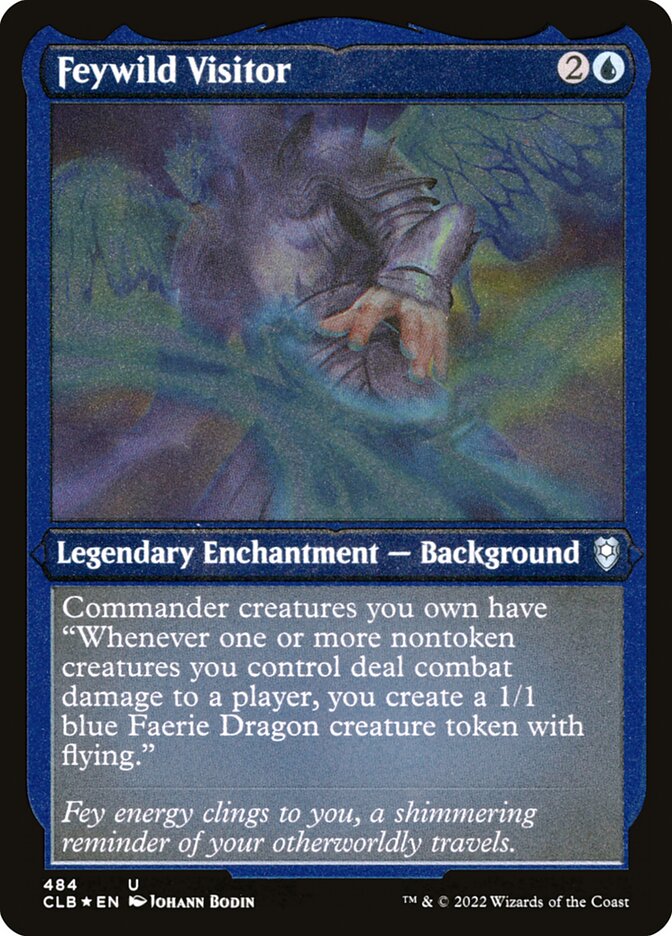 Feywild Visitor 2
Legendary Enchantment — Background
Commander creatures you own have
“Whenever one or more nontoken
creatures you control deal combat
damage to a player, you create a 1/1
blue Faerie Dragon creature token with
flying.”
Fey energy clings to you, a shimmering
reminder of your otherworldly travels.
484 U
CLB★EN Johann Bodin ™ & © 2022 Wizards of the Coast